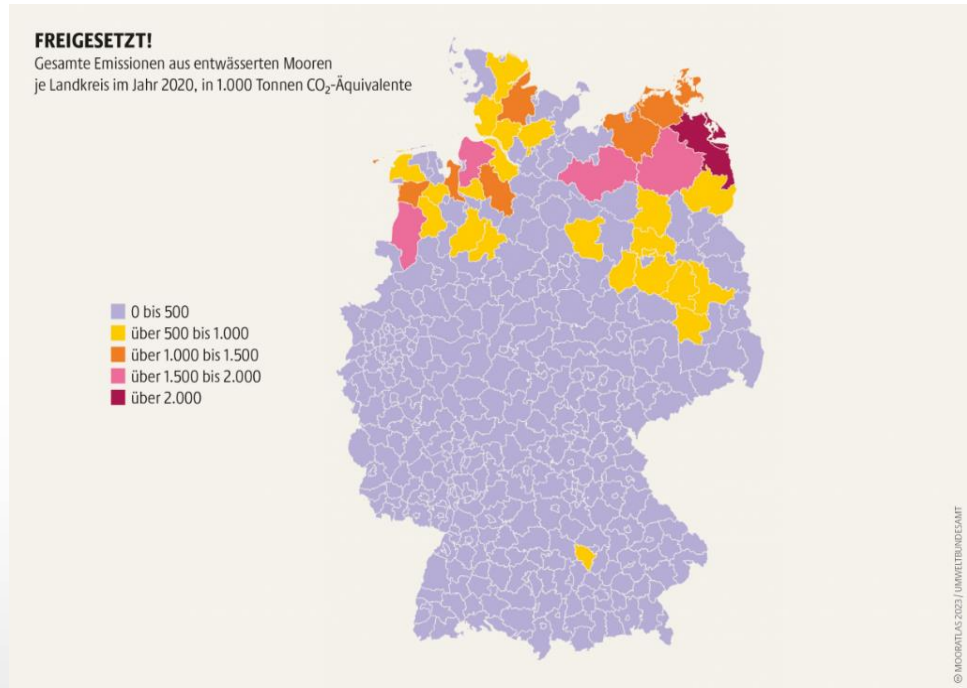 FREIGESETZT!
Gesamte Emissionen aus entwässerten Mooren
je Landkreis im Jahr 2020, in 1.000 Tonnen CO₂-Äquivalente
0 bis 500
über 500 bis 1.000
über 1.000 bis 1.500
über 1.500 bis 2.000
über 2.000
© MOORATLAS 2023 / UMWELTBUNDESAMT